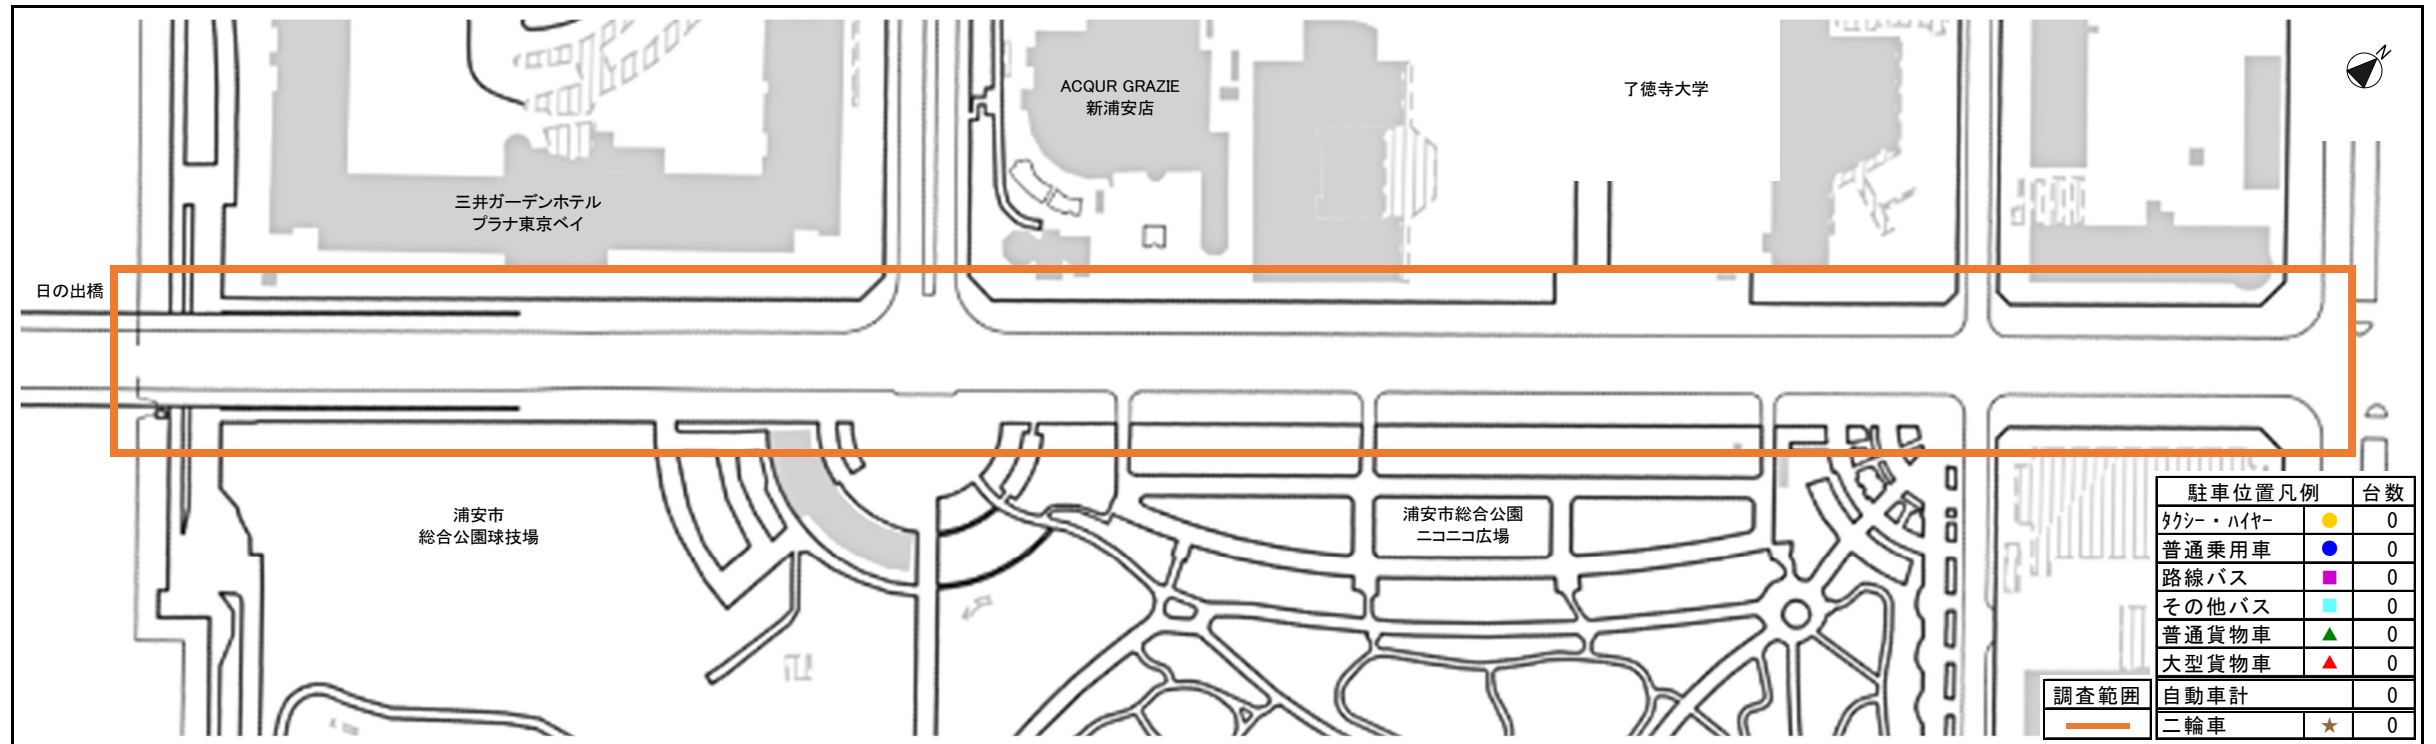 N
ACQUR GRAZIE
新浦安店
了徳寺大学
三井ガーデンホテル
プラナ東京ベイ
日の出橋
浦安市
総合公園球技場
浦安市総合公園
ニコニコ広場
駐車位置凡例 台数
ﾀｸｼｰ・ﾊｲﾔｰ 0
普通乗用車 0
路線バス 0
その他バス 0
普通貨物車 0
大型貨物車 0
自動車計 0
二輪車 0
調査範囲